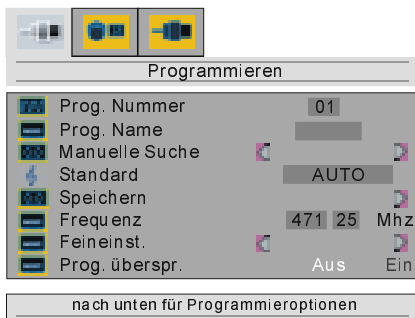 Programmieren
Prog. Nummer 01
Prog. Name
Manuelle Suche
Standard AUTO
Speichern
Frequenz 471 25 Mhz
Feineinst.
Prog. überspr. Aus Ein
nach unten für Programmieroptionen